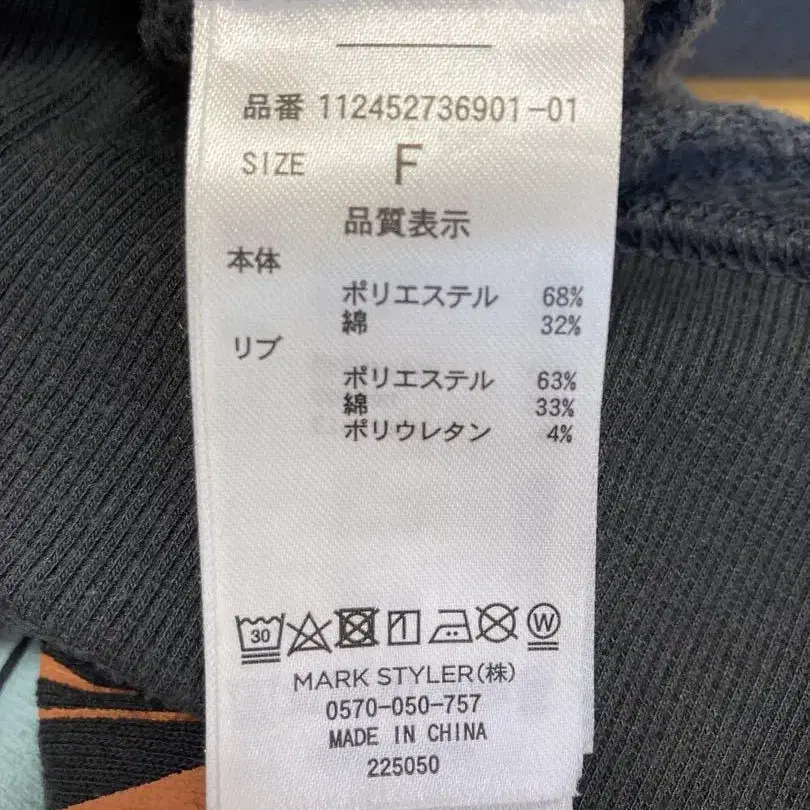 品番 112452736901-01
SIZE F
品質表示
本体
ポリエステル 68%
綿 32%
リブ
ポリエステル 63%
綿 33%
ポリウレタン 4%
30 W
MARK STYLER(株)
0570-050-757
MADE IN CHINA
225050